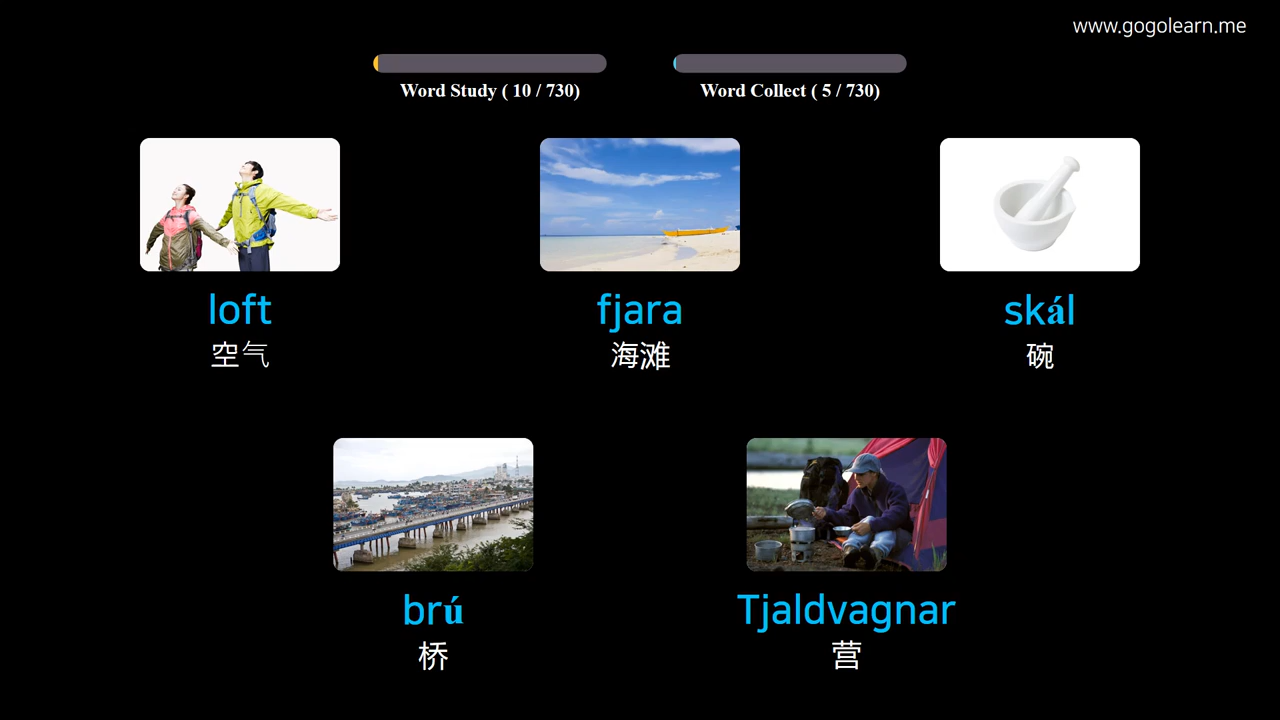 www.gogolearn.me
Word Study ( 10 / 730)
Word Collect ( 5 / 730)
loft
空气
fjara
海滩
skál
碗
brú
桥
Tjaldvagnar
营